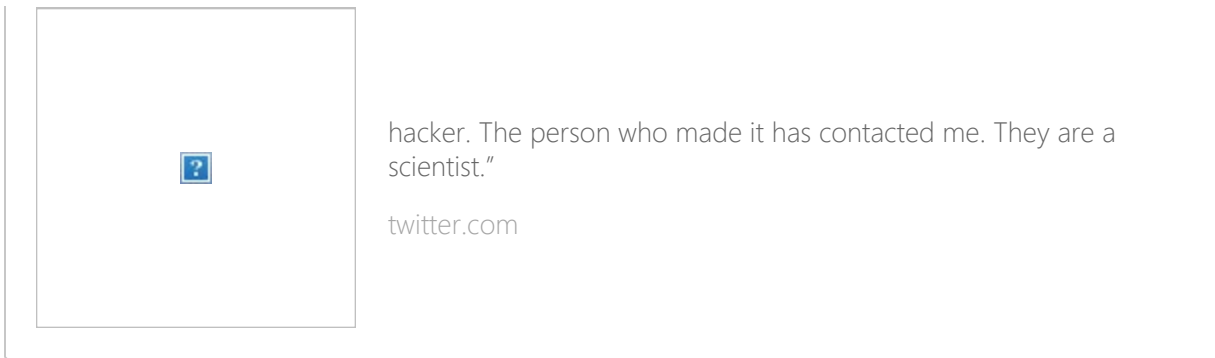 hacker. The person who made it has contacted me. They are a
scientist.”
twitter.com